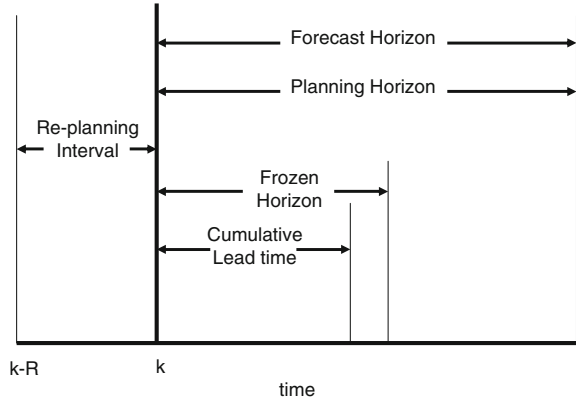 Forecast Horizon
Planning Horizon
Re-planning
Interval
Frozen
Horizon
Cumulative
Lead time
k-R
k
time